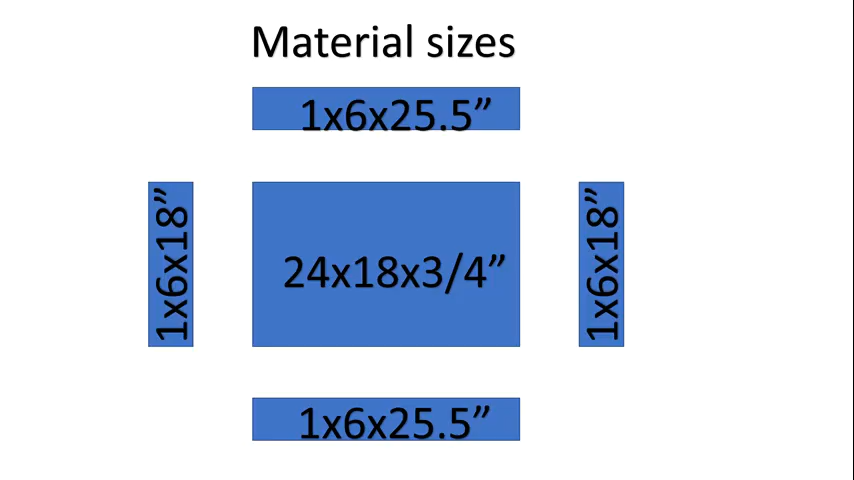 Material sizes
1x6x25.5”
1x6x18”
24x18x3/4”
1x6x18”
1x6x25.5”